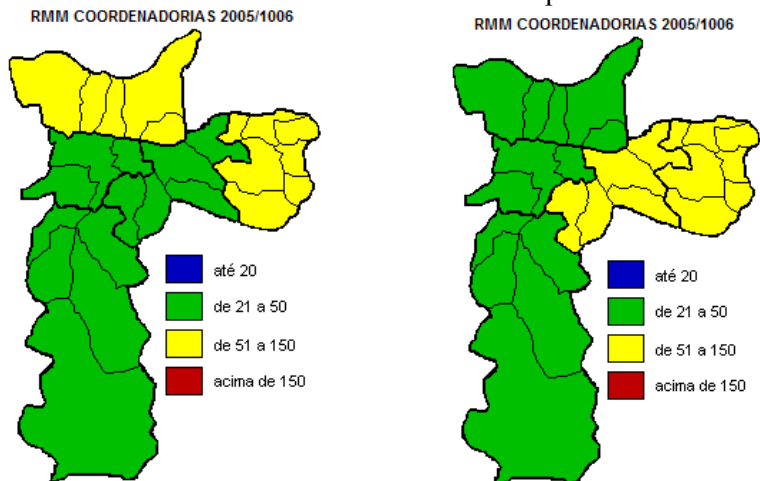 RMM COORDENADORIAS 2005/1006
até 20
de 21 a 50
de 51 a 150
acima de 150
RMM COORDENADORIAS 2005/1006
até 20
de 21 a 50
de 51 a 150
acima de 150